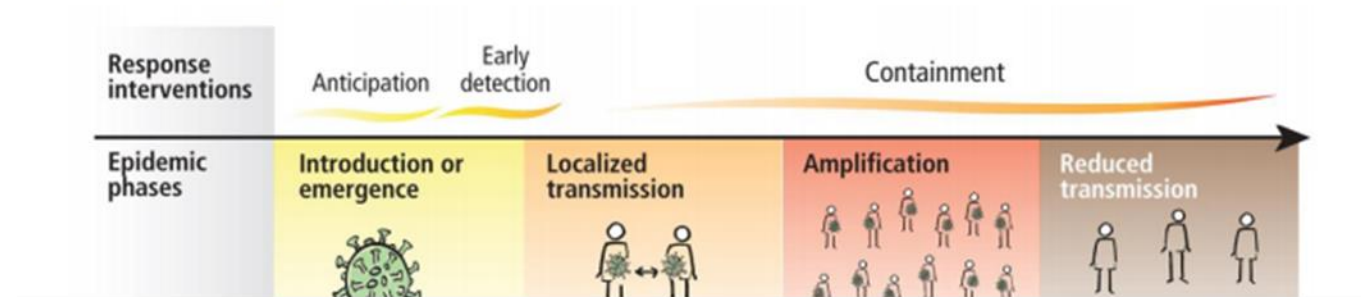 Response
interventions
Anticipation
Early
detection
Containment
Epidemic
phases
Introduction or
emergence
Localized
transmission
Amplification
Reduced
transmission